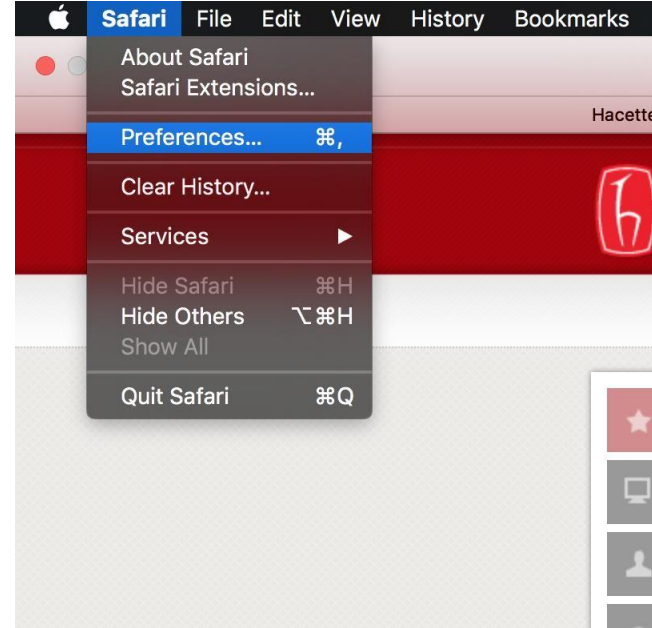 Safari File Edit View History Bookmarks
About Safari
Safari Extensions...
Hacette
Preferences... ⌘,
Clear History...
Services ▶
Hide Safari ⌘H
Hide Others ⌥⌘H
Show All
Quit Safari ⌘Q